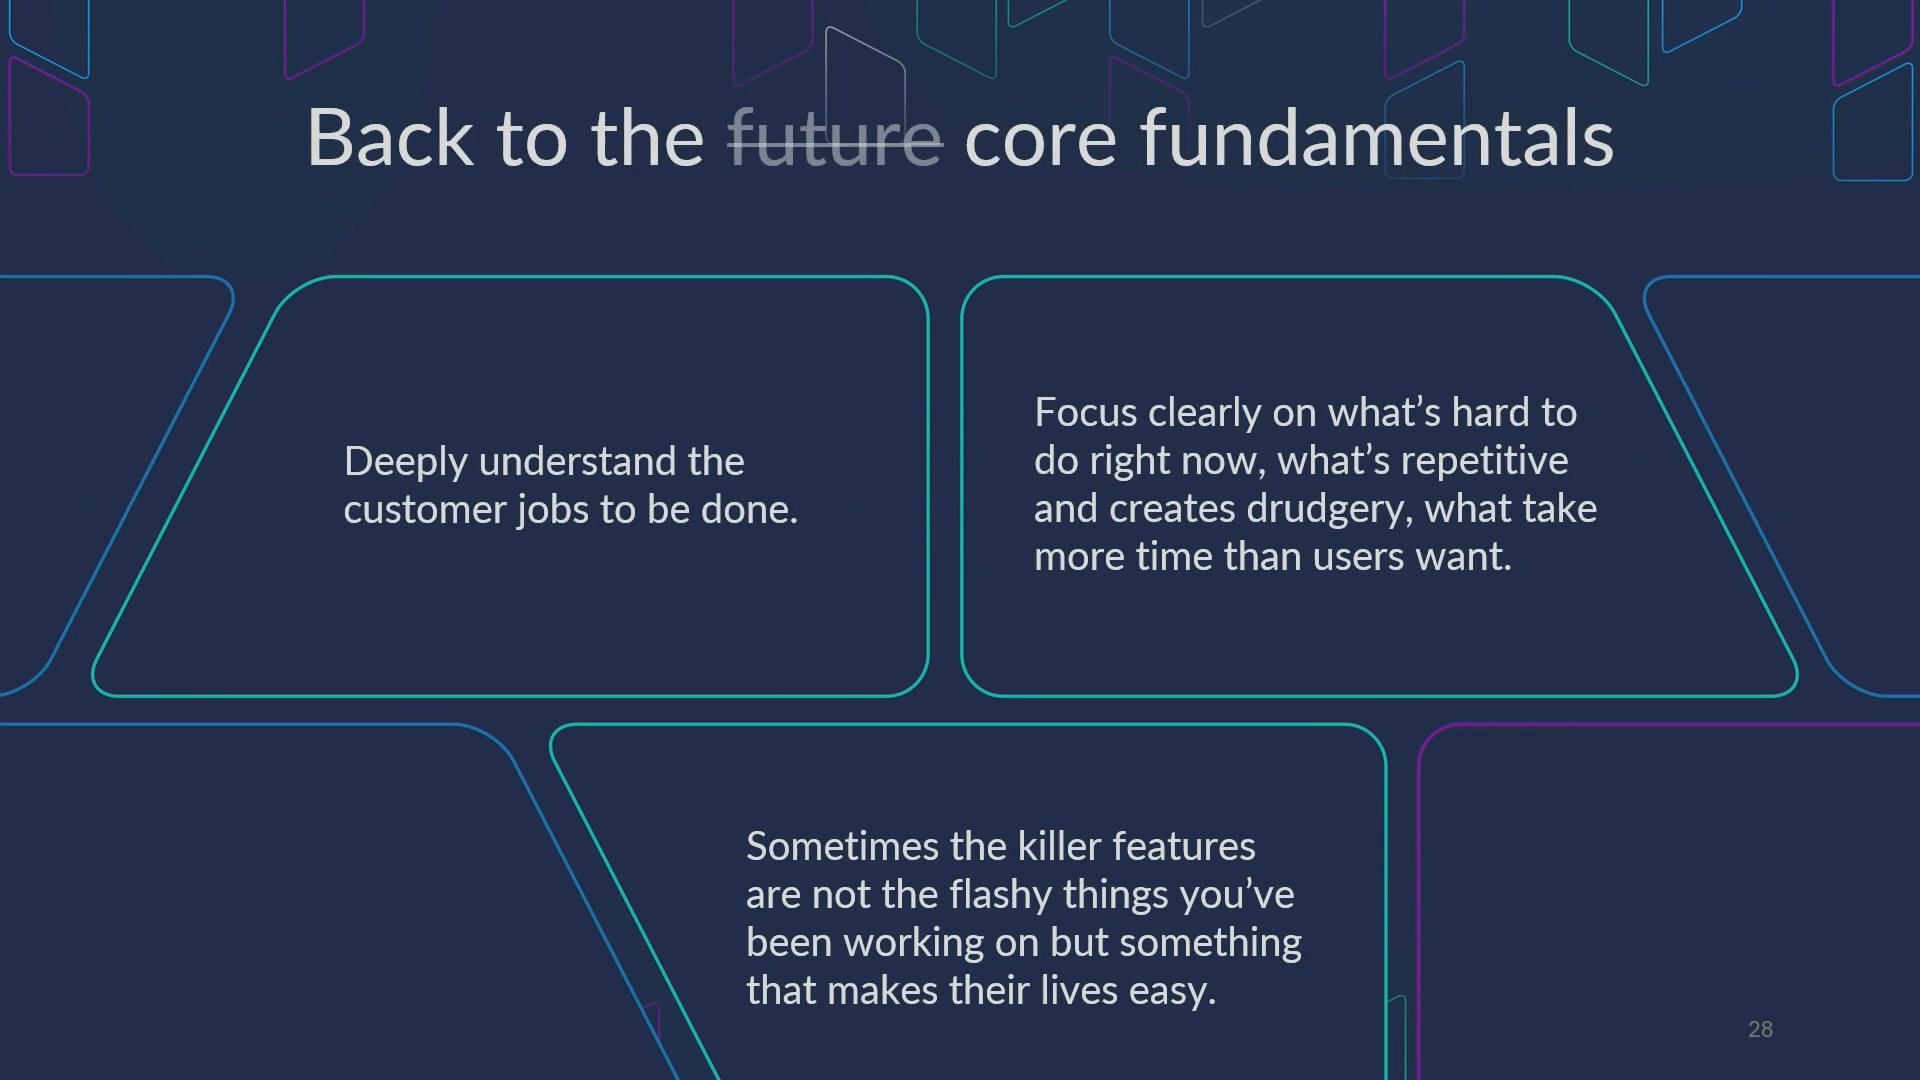 Back to the future core fundamentals
Deeply understand the
customer jobs to be done.
Focus clearly on what’s hard to
do right now, what’s repetitive
and creates drudgery, what take
more time than users want.
Sometimes the killer features
are not the flashy things you’ve
been working on but something
that makes their lives easy.
28